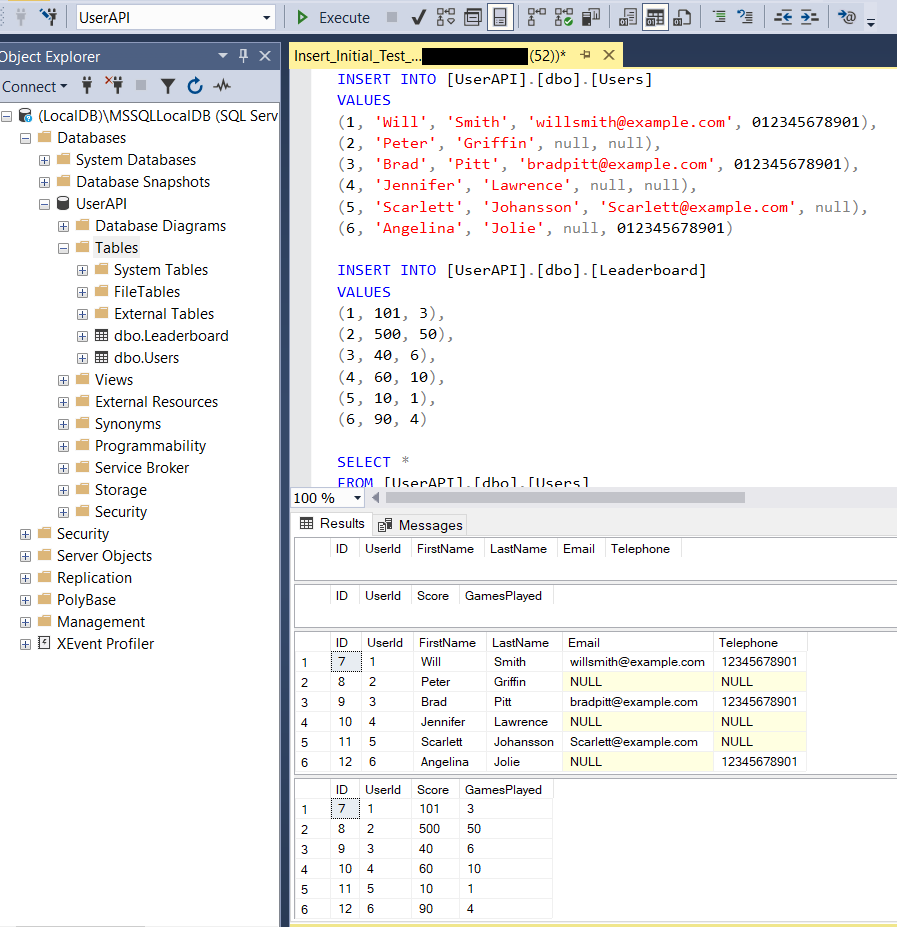 UserAPI
Execute
Object Explorer
Insert_Initial_Test_... (52))*
Connect
(LocalDB)\MSSQLLocalDB (SQL Serv
Databases
System Databases
Database Snapshots
UserAPI
Database Diagrams
Tables
System Tables
FileTables
External Tables
dbo.Leaderboard
dbo.Users
Views
External Resources
Synonyms
Programmability
Service Broker
Storage
Security
Security
Server Objects
Replication
PolyBase
Management
XEvent Profiler
INSERT INTO [UserAPI].[dbo].[Users]
VALUES
(1, 'Will', 'Smith', 'willsmith@example.com', 012345678901),
(2, 'Peter', 'Griffin', null, null),
(3, 'Brad', 'Pitt', 'bradpitt@example.com', 012345678901),
(4, 'Jennifer', 'Lawrence', null, null),
(5, 'Scarlett', 'Johansson', 'Scarlett@example.com', null),
(6, 'Angelina', 'Jolie', null, 012345678901)
INSERT INTO [UserAPI].[dbo].[Leaderboard]
VALUES
(1, 101, 3),
(2, 500, 50),
(3, 40, 6),
(4, 60, 10),
(5, 10, 1),
(6, 90, 4)
SELECT *
FROM [UserAPI].[dbo].[Users]
100 %
Results Messages
ID UserId FirstName LastName Email Telephone
ID UserId Score GamesPlayed
ID UserId FirstName LastName Email Telephone
1 7 1 Will Smith willsmith@example.com 12345678901
2 8 2 Peter Griffin NULL NULL
3 9 3 Brad Pitt bradpitt@example.com 12345678901
4 10 4 Jennifer Lawrence NULL NULL
5 11 5 Scarlett Johansson Scarlett@example.com NULL
6 12 6 Angelina Jolie NULL 12345678901
ID UserId Score GamesPlayed
1 7 1 101 3
2 8 2 500 50
3 9 3 40 6
4 10 4 60 10
5 11 5 10 1
6 12 6 90 4